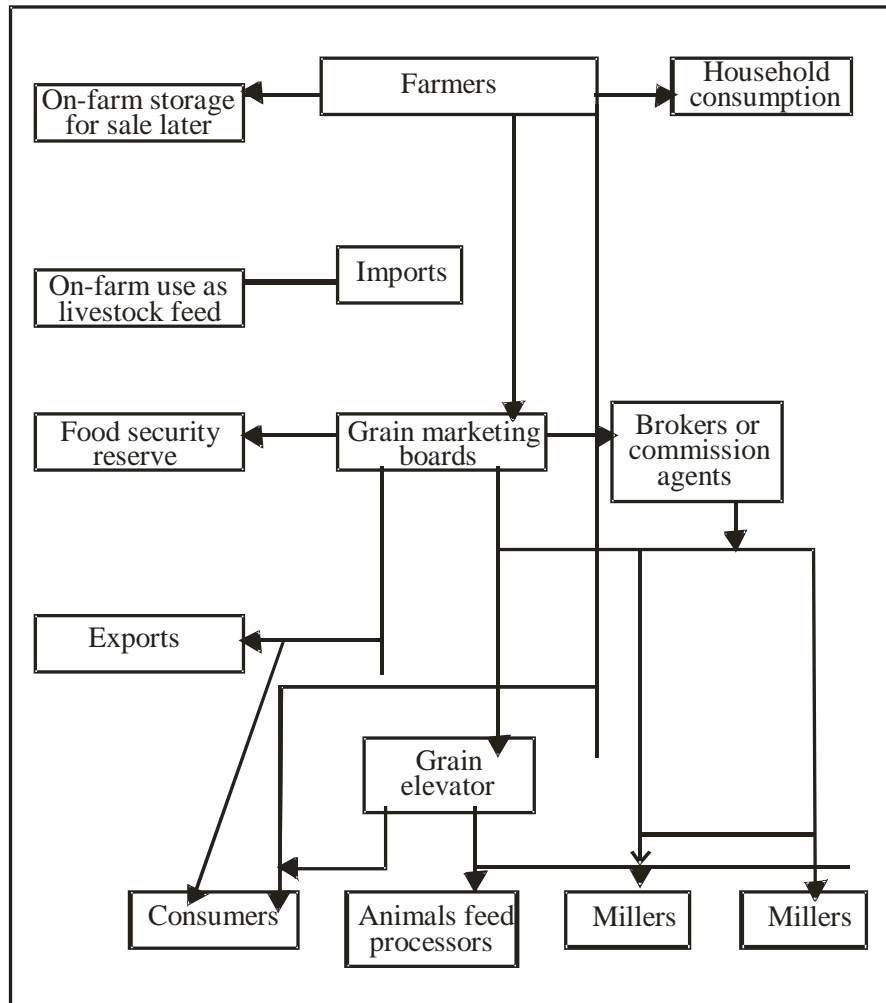 Farmers
Household
consumption
On-farm storage
for sale later
Imports
On-farm use as
livestock feed
Food security
reserve
Grain marketing
boards
Brokers or
commission
agents
Exports
Grain
elevator
Consumers
Animals feed
processors
Millers
Millers